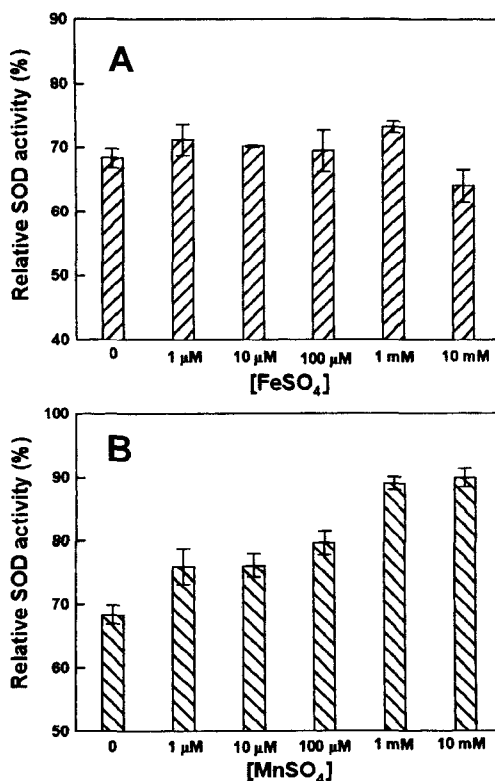 90
80
70
60
50
40
A
Relative SOD activity (%)
0 1 μM 10 μM 100 μM 1 mM 10 mM
[FeSO₄]
100
90
80
70
60
50
B
Relative SOD activity (%)
0 1 μM 10 μM 100 μM 1 mM 10 mM
[MnSO₄]